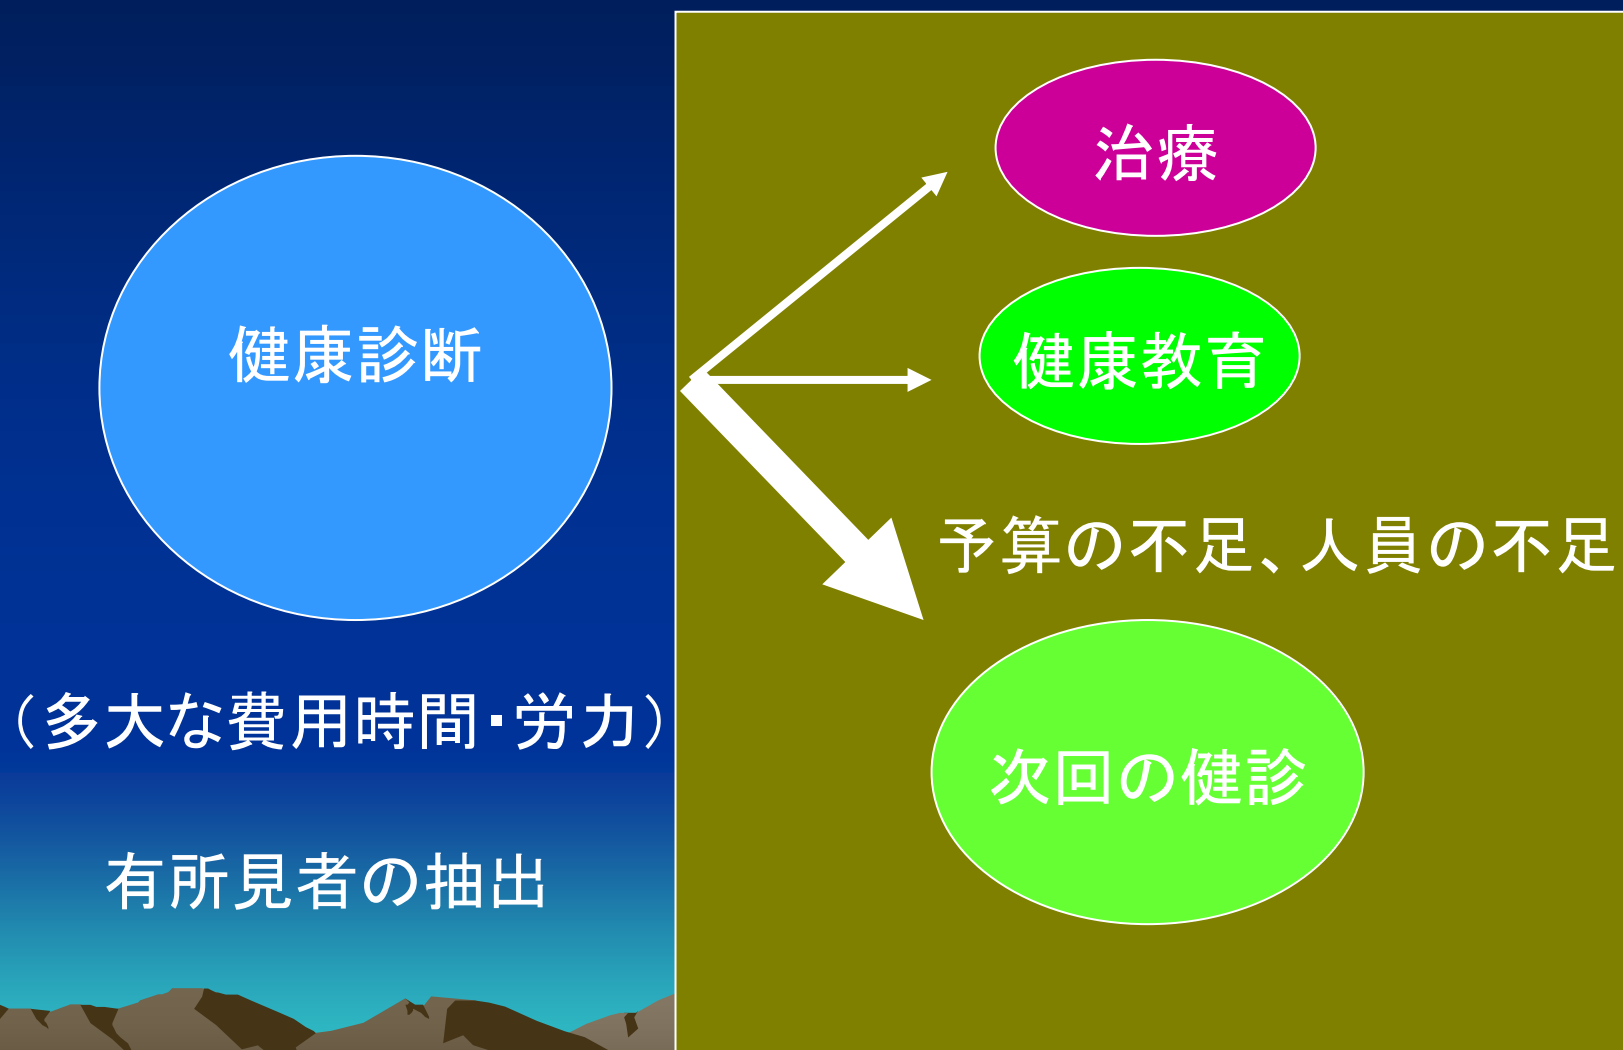 健康診断
(多大な費用時間・労力)
有所見者の抽出
治療
健康教育
予算の不足、人員の不足
次回の健診